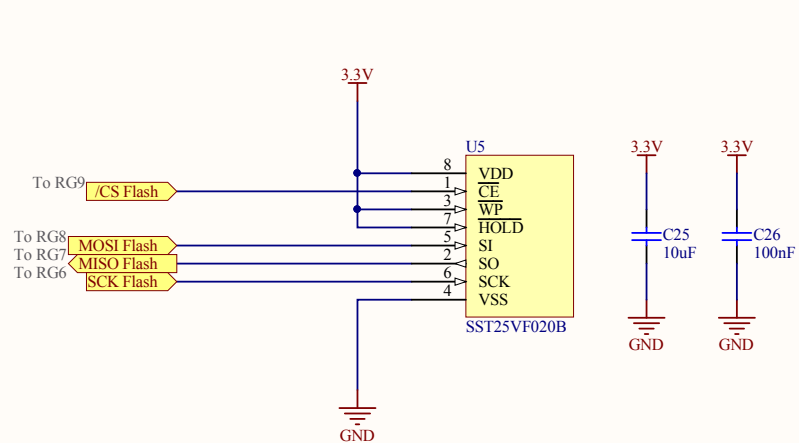 3.3V
U5
8 VDD
To RG9 /CS Flash 1 CE
3 WP
7 HOLD
To RG8 MOSI Flash 5 SI
To RG7 MISO Flash 2 SO
To RG6 SCK Flash 6 SCK
4 VSS
SST25VF020B
GND
3.3V
C25
10uF
GND
3.3V
C26
100nF
GND